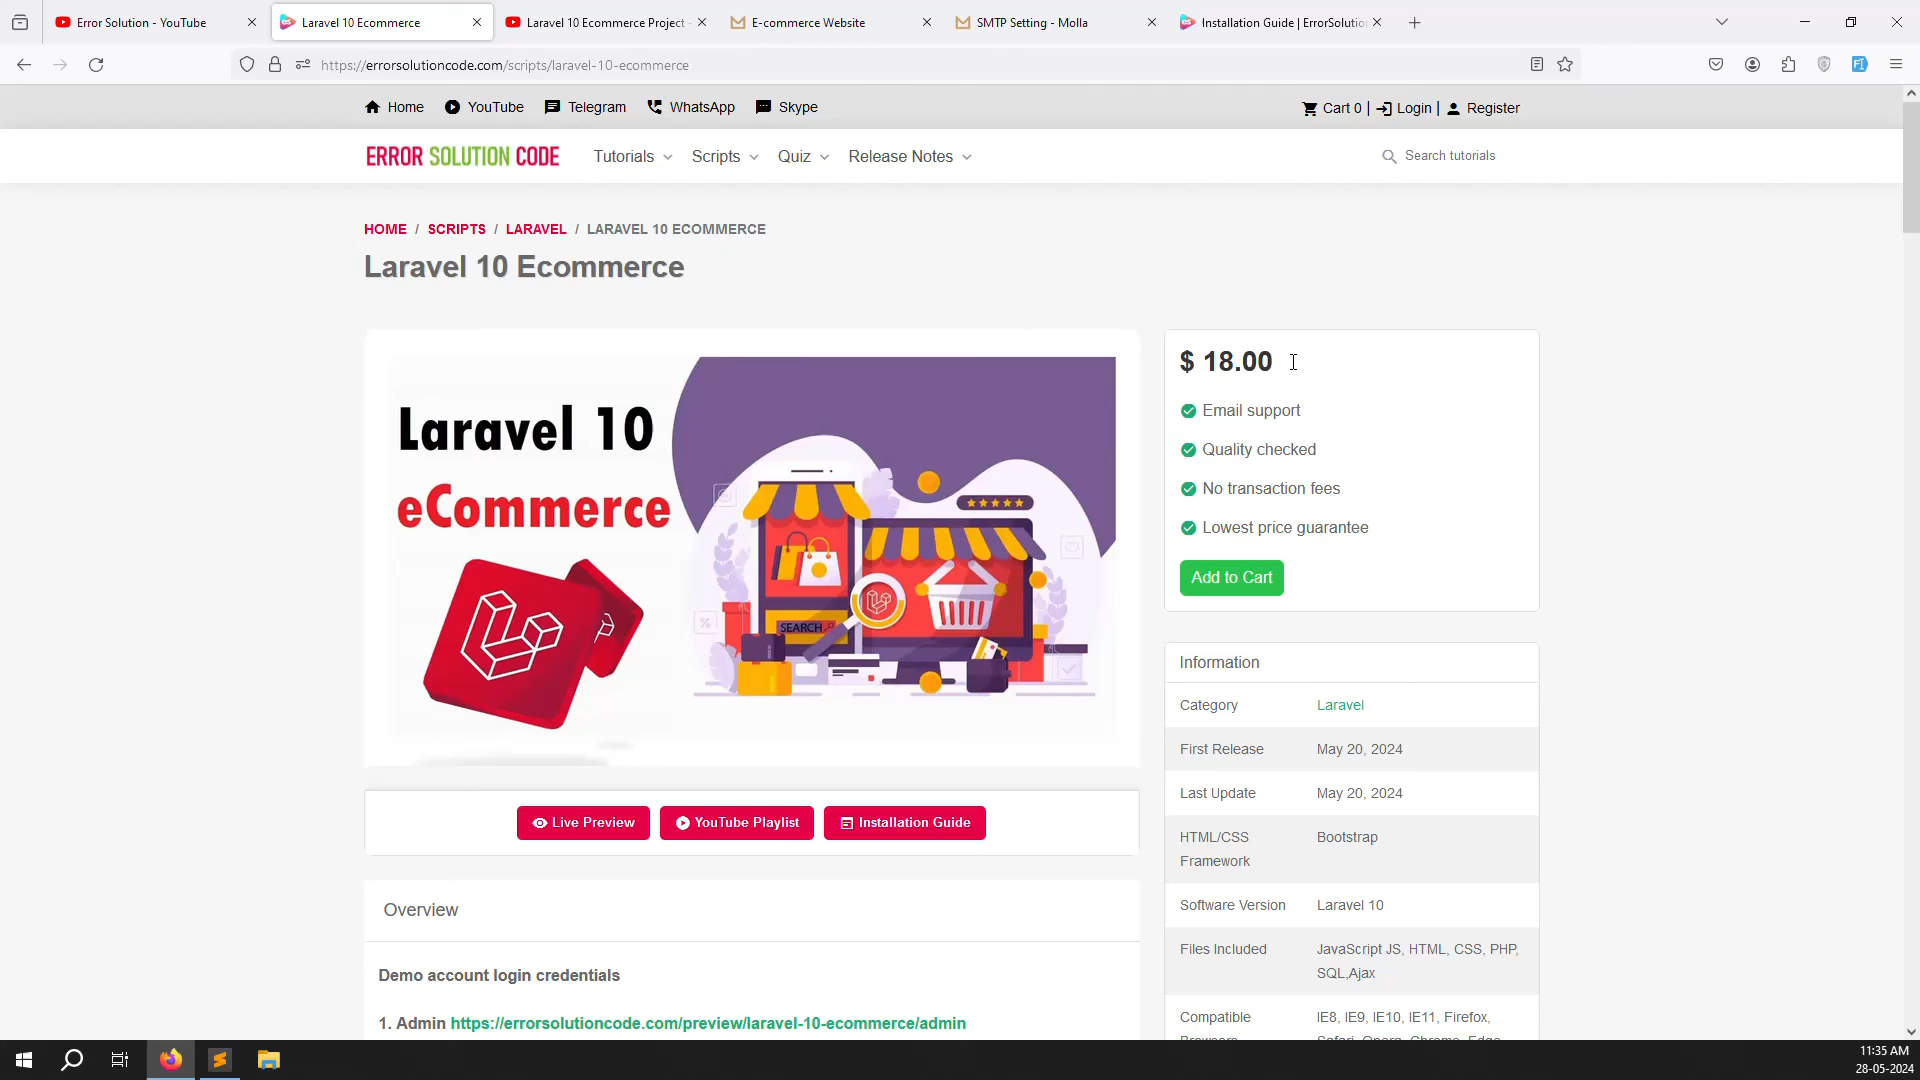 Error Solution - YouTube
Laravel 10 Ecommerce
Laravel 10 Ecommerce Project -
E-commerce Website
SMTP Setting - Molla
Installation Guide | ErrorSolution
https://errorsolutioncode.com/scripts/laravel-10-ecommerce
Home
YouTube
Telegram
WhatsApp
Skype
Cart 0 |
Login |
Register
ERROR SOLUTION CODE
Tutorials
Scripts
Quiz
Release Notes
Search tutorials
HOME / SCRIPTS / LARAVEL / LARAVEL 10 ECOMMERCE
Laravel 10 Ecommerce
Laravel 10
eCommerce
SEARCH
%
$ 18.00
Email support
Quality checked
No transaction fees
Lowest price guarantee
Add to Cart
Information
Category Laravel
First Release May 20, 2024
Last Update May 20, 2024
HTML/CSS Bootstrap
Framework
Software Version Laravel 10
Files Included JavaScript JS, HTML, CSS, PHP,
SQL,Ajax
Compatible IE8, IE9, IE10, IE11, Firefox,
Browsers Safari, Opera, Chrome, Edge
Live Preview
YouTube Playlist
Installation Guide
Overview
Demo account login credentials
1. Admin https://errorsolutioncode.com/preview/laravel-10-ecommerce/admin
11:35 AM
28-05-2024